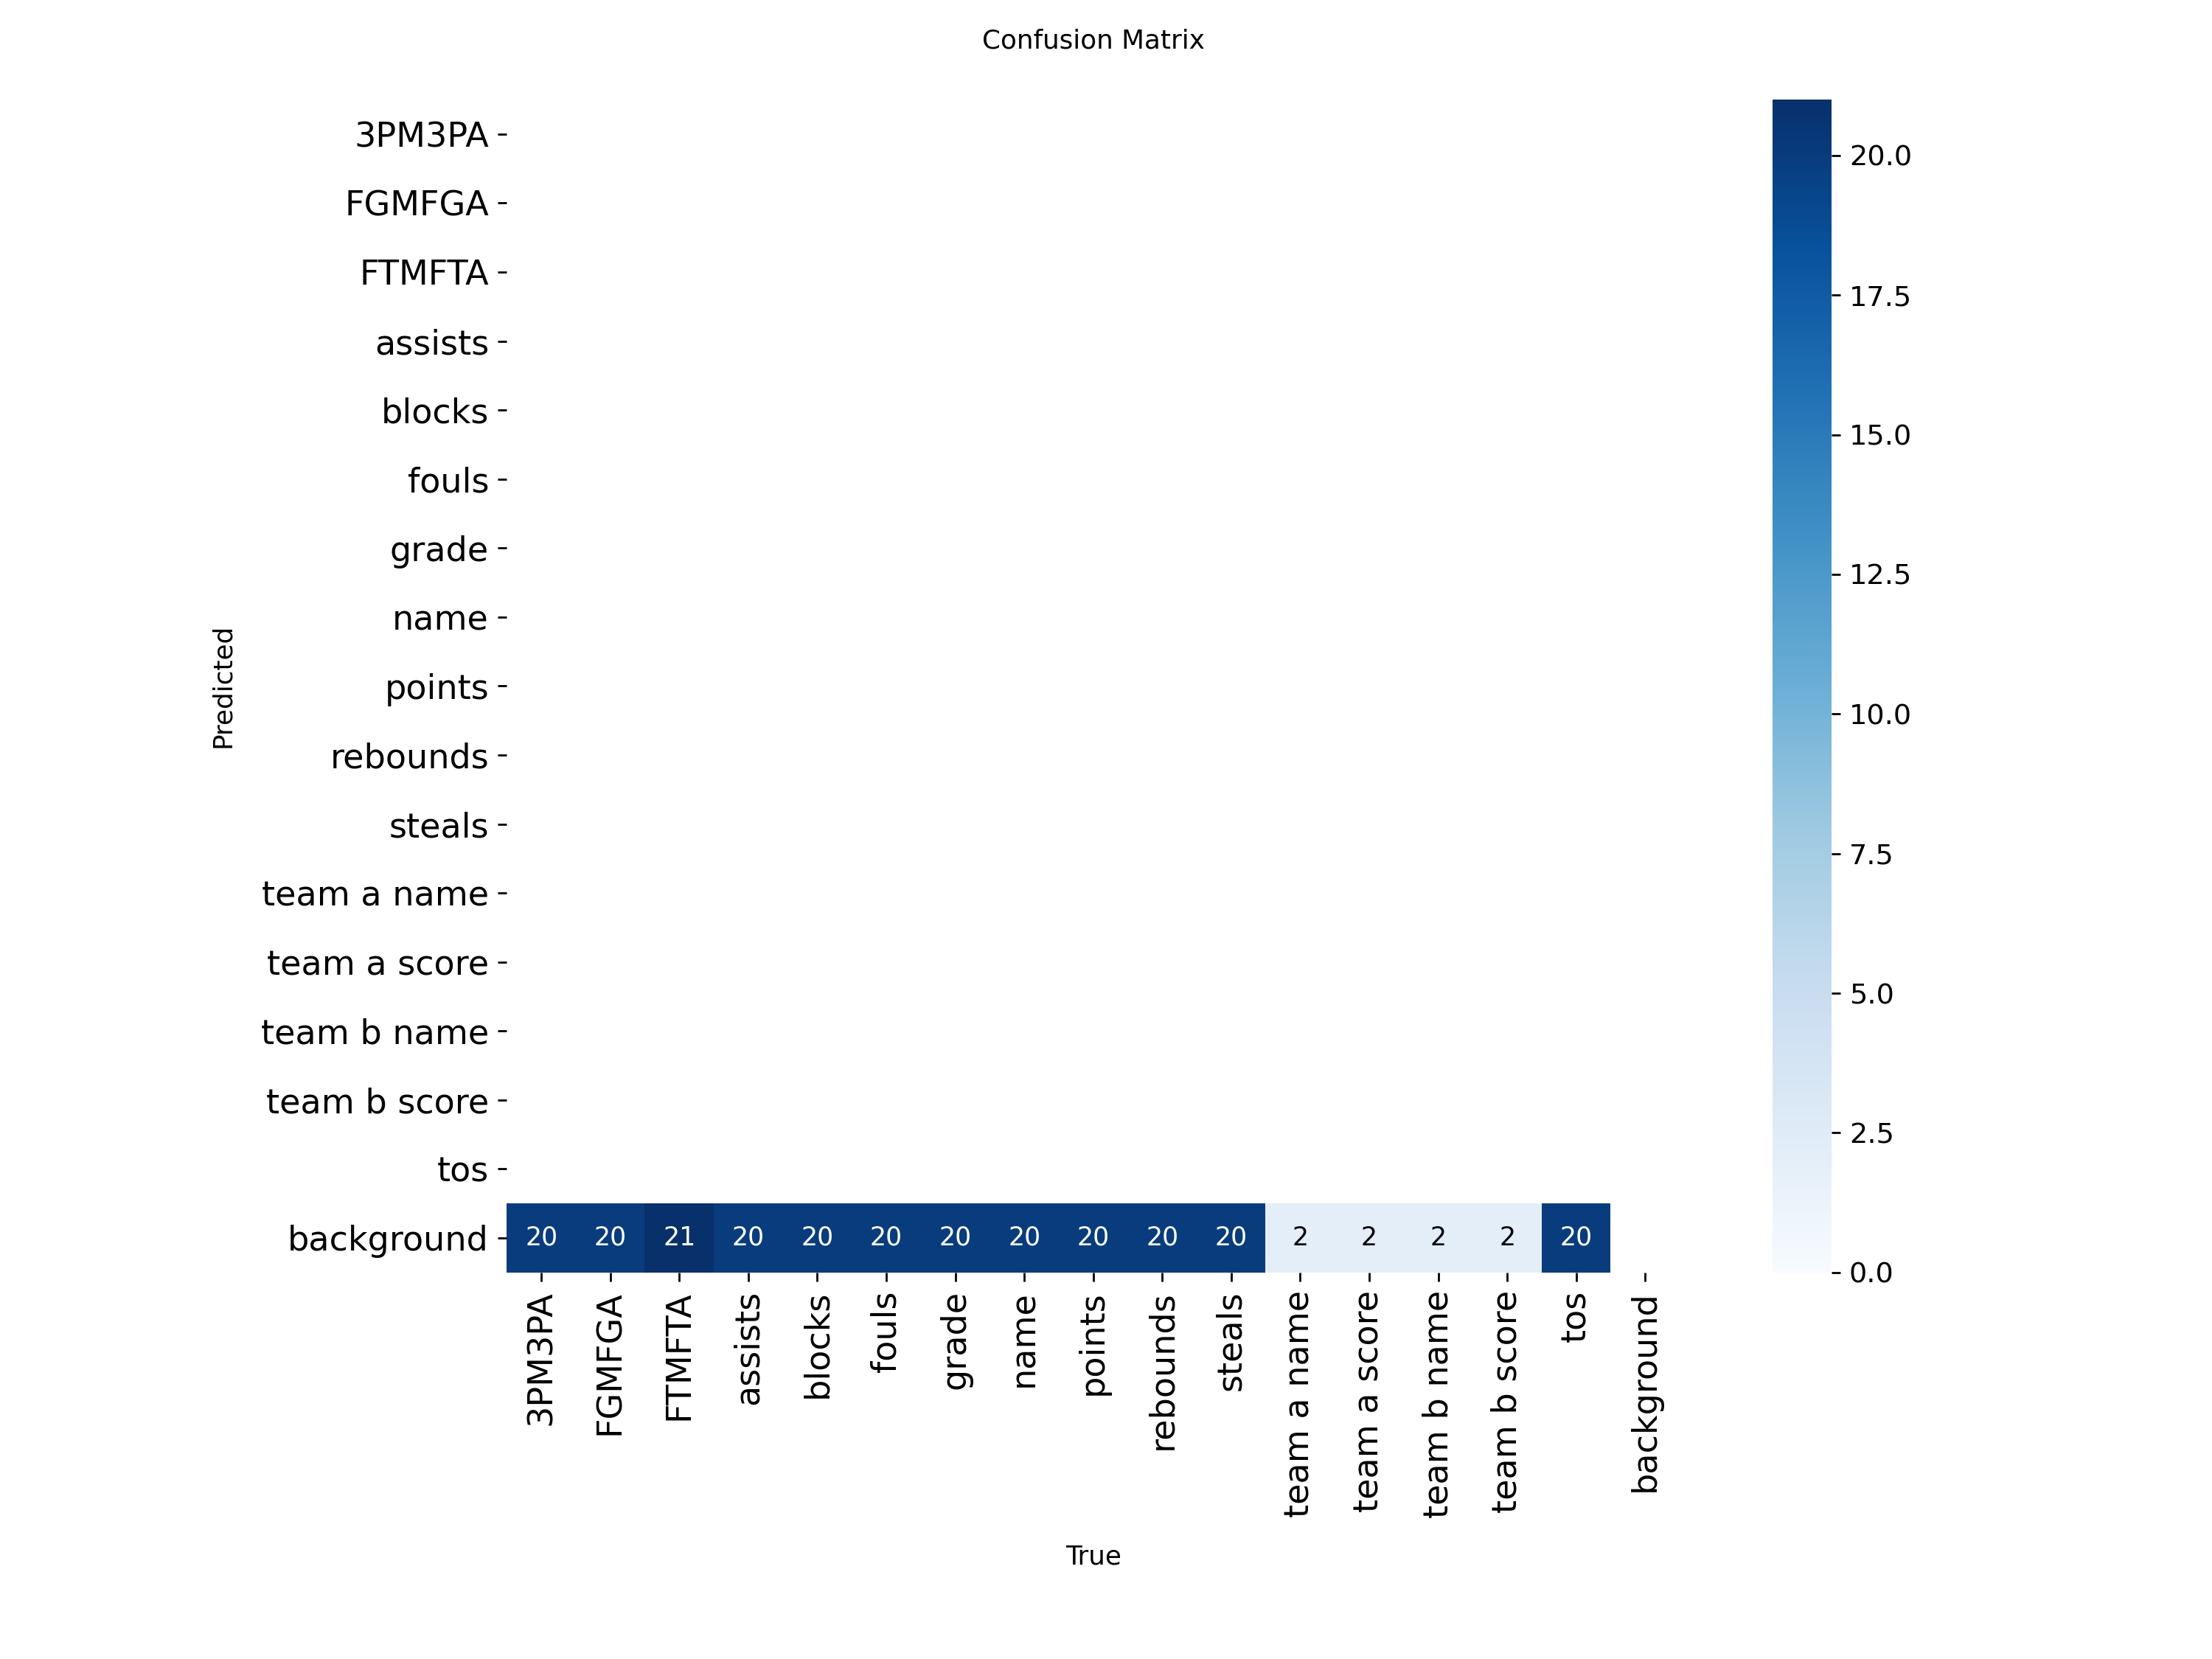 Confusion Matrix
3PM3PA
FGMFGA
FTMFTA
assists
blocks
fouls
grade
name
points
rebounds
steals
team a name
team a score
team b name
team b score
tos
background
Predicted
20 20 21 20 20 20 20 20 20 20 20 2 2 2 2 20
3PM3PA
FGMFGA
FTMFTA
assists
blocks
fouls
grade
name
points
rebounds
steals
team a name
team a score
team b name
team b score
tos
background
True
20.0
17.5
15.0
12.5
10.0
7.5
5.0
2.5
0.0